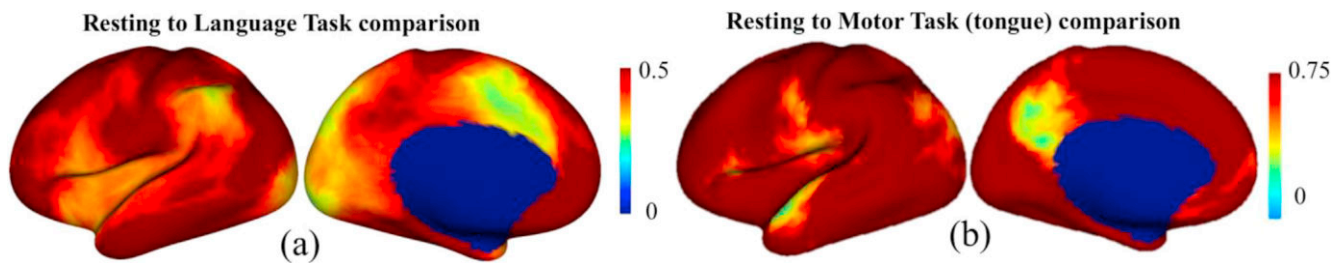 Resting to Language Task comparison
Resting to Motor Task (tongue) comparison
0.5
0
(a)
0.75
0
(b)